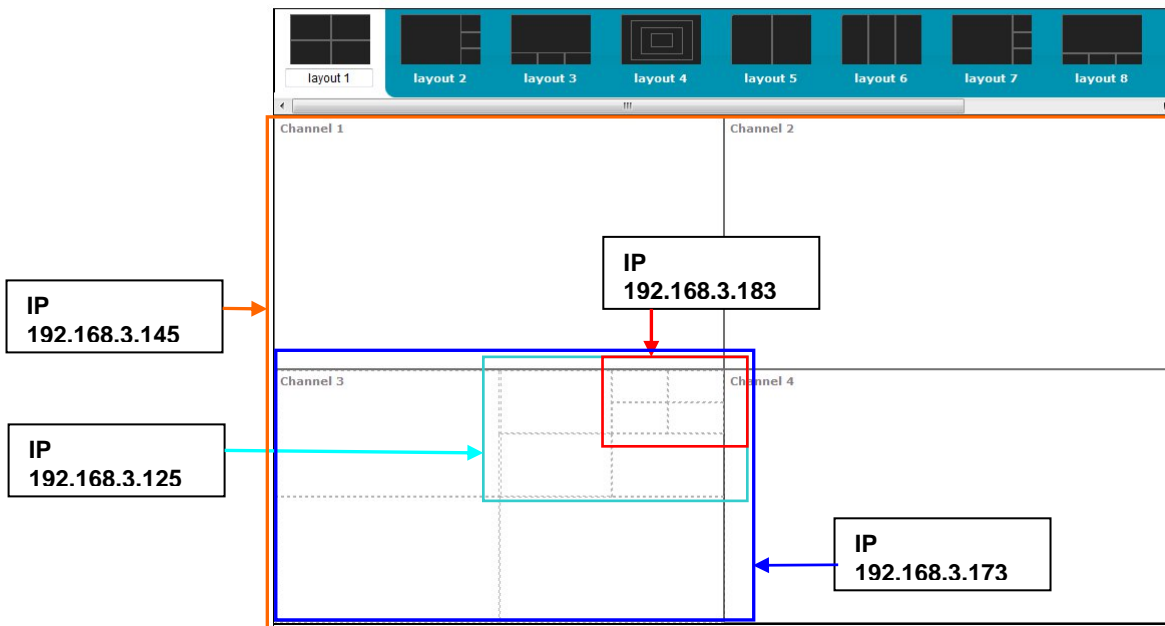 layout 1
layout 2
layout 3
layout 4
layout 5
layout 6
layout 7
layout 8
Channel 1
Channel 2
IP
192.168.3.183
IP
192.168.3.145
Channel 3
Channel 4
IP
192.168.3.125
IP
192.168.3.173